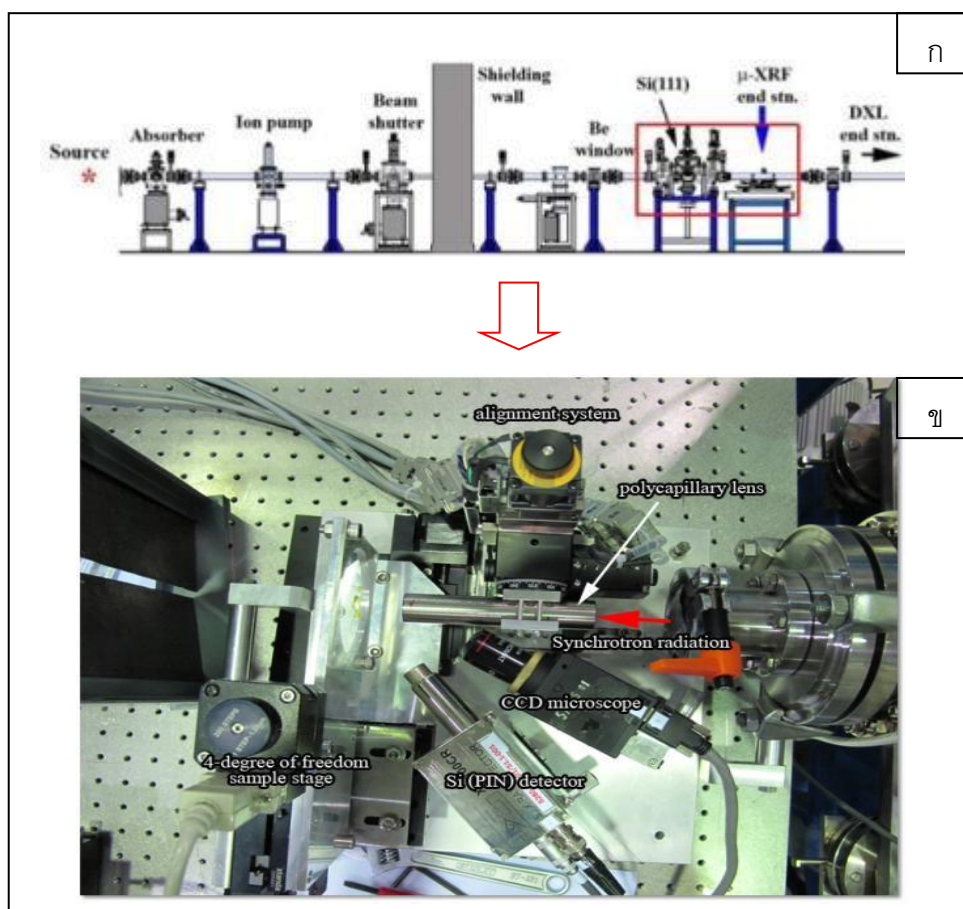 ก
Shielding
wall
Si(111)
μ-XRF
end stn.
DXL
end stn.
Beam
shutter
Ion pump
Absorber
Be
window
Source
*
ข
alignment system
polycapillary lens
Synchrotron radiation
CCD microscope
4-degree of freedom
sample stage
Si (PIN) detector